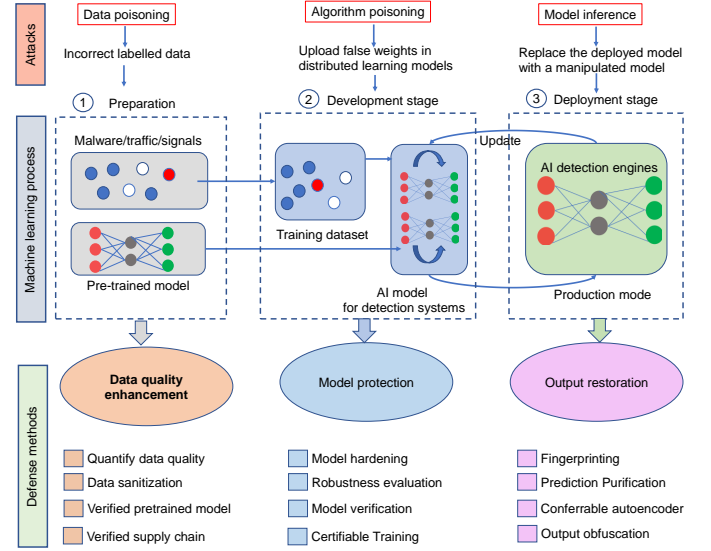 Attacks
Data poisoning
Algorithm poisoning
Model inference
Incorrect labelled data
Upload false weights in
distributed learning models
Replace the deployed model
with a manipulated model
Machine learning process
1 Preparation
2 Development stage
3 Deployment stage
Malware/traffic/signals
Pre-trained model
Training dataset
AI model
for detection systems
Update
AI detection engines
Production mode
Defense methods
Data quality
enhancement
Model protection
Output restoration
Quantify data quality
Data sanitization
Verified pretrained model
Verified supply chain
Model hardening
Robustness evaluation
Model verification
Certifiable Training
Fingerprinting
Prediction Purification
Conferrable autoencoder
Output obfuscation